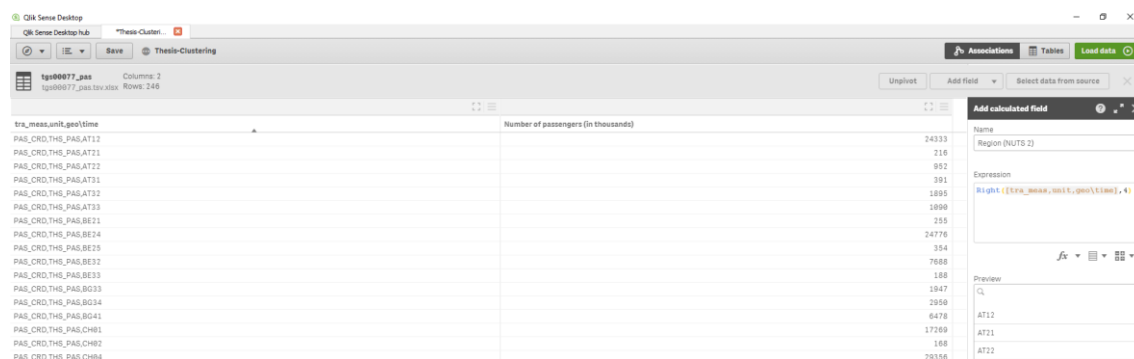 Qlik Sense Desktop
Qlik Sense Desktop hub *Thesis-Clusteri...
Save Thesis-Clustering Associations Tables Load data
tgs00077_pas Columns: 2
tgs00077_pas.tsv.xlsx Rows: 246
Unpivot Add field Select data from source
tra_meas,unit,geo\time Number of passengers (in thousands)
PAS_CRD,THS_PAS,AT12 24333
PAS_CRD,THS_PAS,AT21 216
PAS_CRD,THS_PAS,AT22 952
PAS_CRD,THS_PAS,AT31 391
PAS_CRD,THS_PAS,AT32 1895
PAS_CRD,THS_PAS,AT33 1090
PAS_CRD,THS_PAS,BE21 255
PAS_CRD,THS_PAS,BE24 24776
PAS_CRD,THS_PAS,BE25 354
PAS_CRD,THS_PAS,BE32 7688
PAS_CRD,THS_PAS,BE33 188
PAS_CRD,THS_PAS,BG33 1947
PAS_CRD,THS_PAS,BG34 2950
PAS_CRD,THS_PAS,BG41 6478
PAS_CRD,THS_PAS,CH01 17269
PAS_CRD,THS_PAS,CH02 168
PAS_CRD,THS_PAS,CH04 29356
Add calculated field
Name
Region (NUTS 2)
Expression
Right([tra_meas,unit,geo\time],4)
fx
Preview
AT12
AT21
AT22